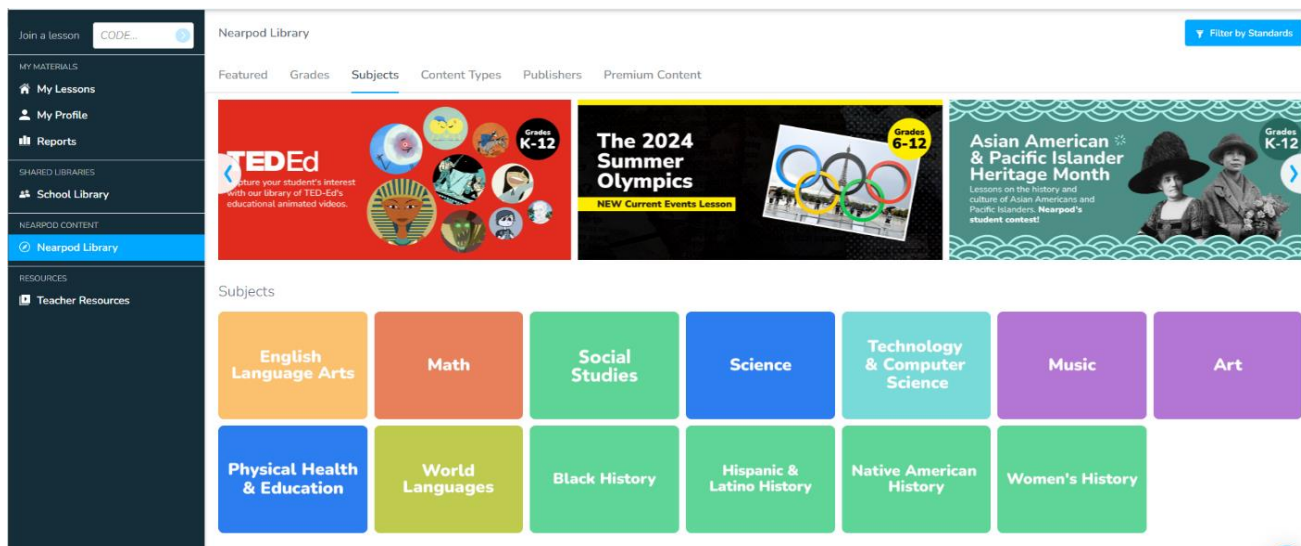 Join a lesson
CODE...
MY MATERIALS
My Lessons
My Profile
Reports
SHARED LIBRARIES
School Library
NEARPOD CONTENT
Nearpod Library
RESOURCES
Teacher Resources
Nearpod Library
Filter by Standards
Featured
Grades
Subjects
Content Types
Publishers
Premium Content
TEDEd
pture your student's interest
with our library of TED-Ed's
educational animated videos.
Grades
K-12
The 2024
Summer
Olympics
NEW Current Events Lesson
Grades
6-12
Asian American
& Pacific Islander
Heritage Month
Lessons on the history and
culture of Asian Americans and
Pacific Islanders. Nearpod's
student contest!
Grades
K-12
Subjects
English
Language Arts
Math
Social
Studies
Science
Technology
& Computer
Science
Music
Art
Physical Health
& Education
World
Languages
Black History
Hispanic &
Latino History
Native American
History
Women's History